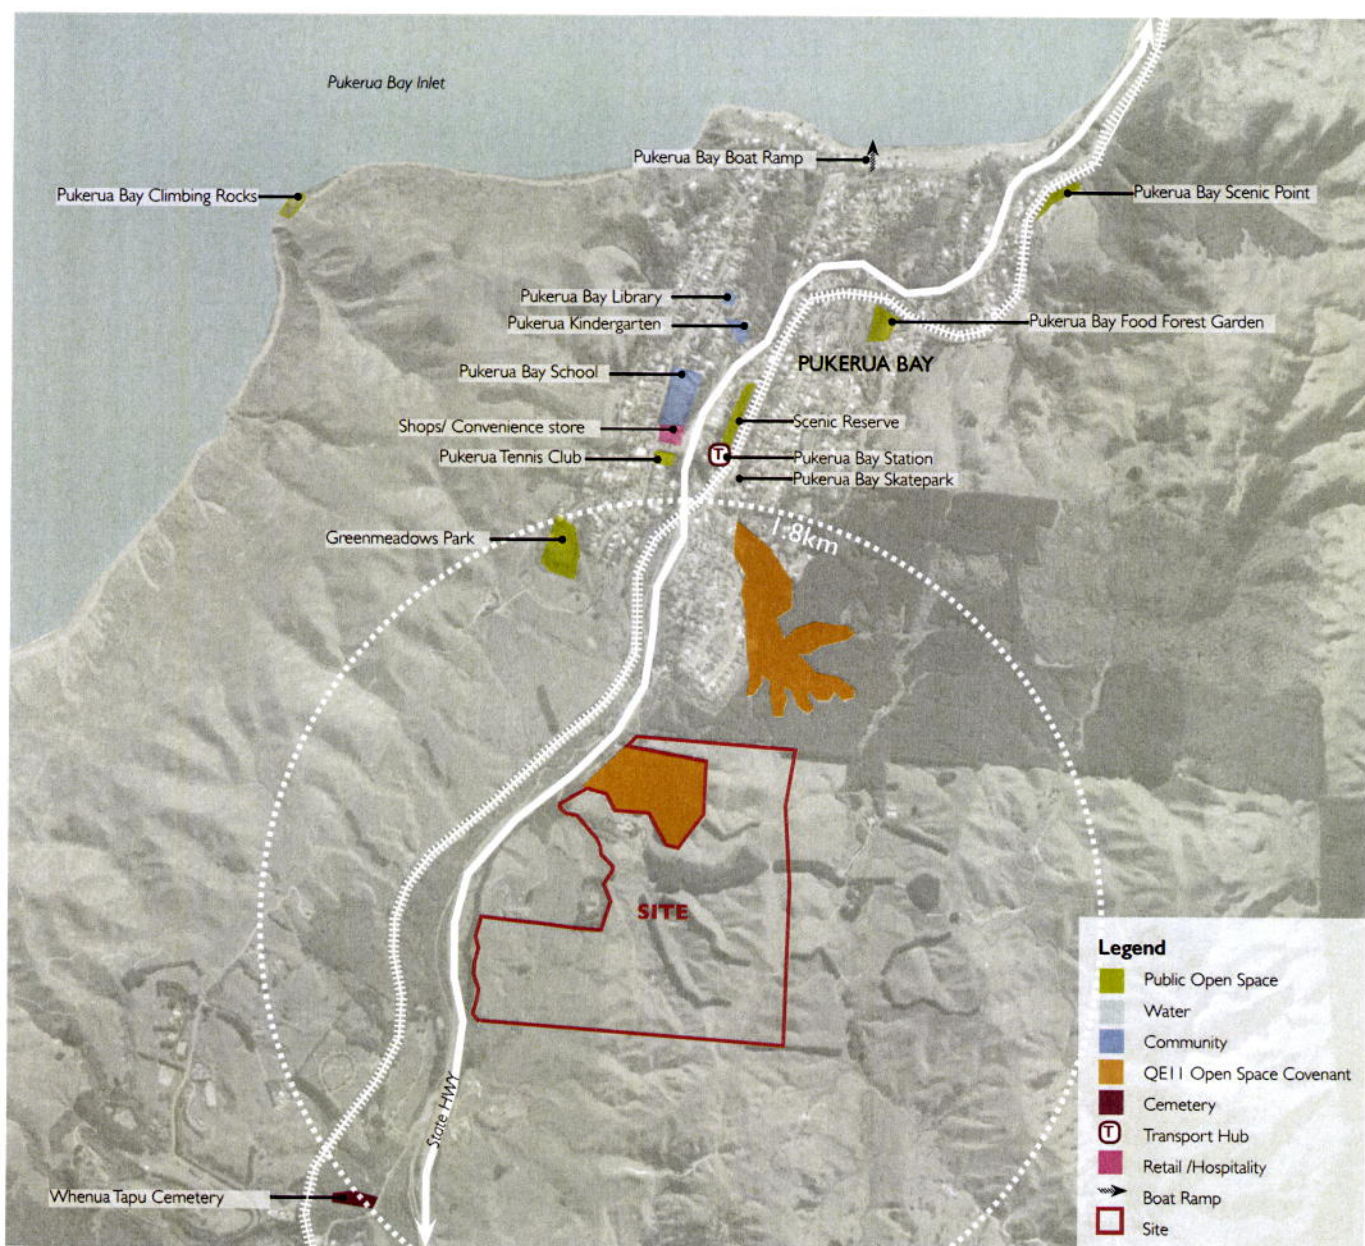 Pukerua Bay Inlet
Pukerua Bay Boat Ramp
Pukerua Bay Climbing Rocks
Pukerua Bay Scenic Point
Pukerua Bay Library
Pukerua Kindergarten
Pukerua Bay Food Forest Garden
PUKERUA BAY
Pukerua Bay School
Shops/ Convenience store
Scenic Reserve
Pukerua Tennis Club
T
Pukerua Bay Station
Pukerua Bay Skatepark
1.8km
Greenmeadows Park
SITE
State HWY
Whenua Tapu Cemetery
Legend
Public Open Space
Water
Community
QE11 Open Space Covenant
Cemetery
T
Transport Hub
Retail /Hospitality
Boat Ramp
Site